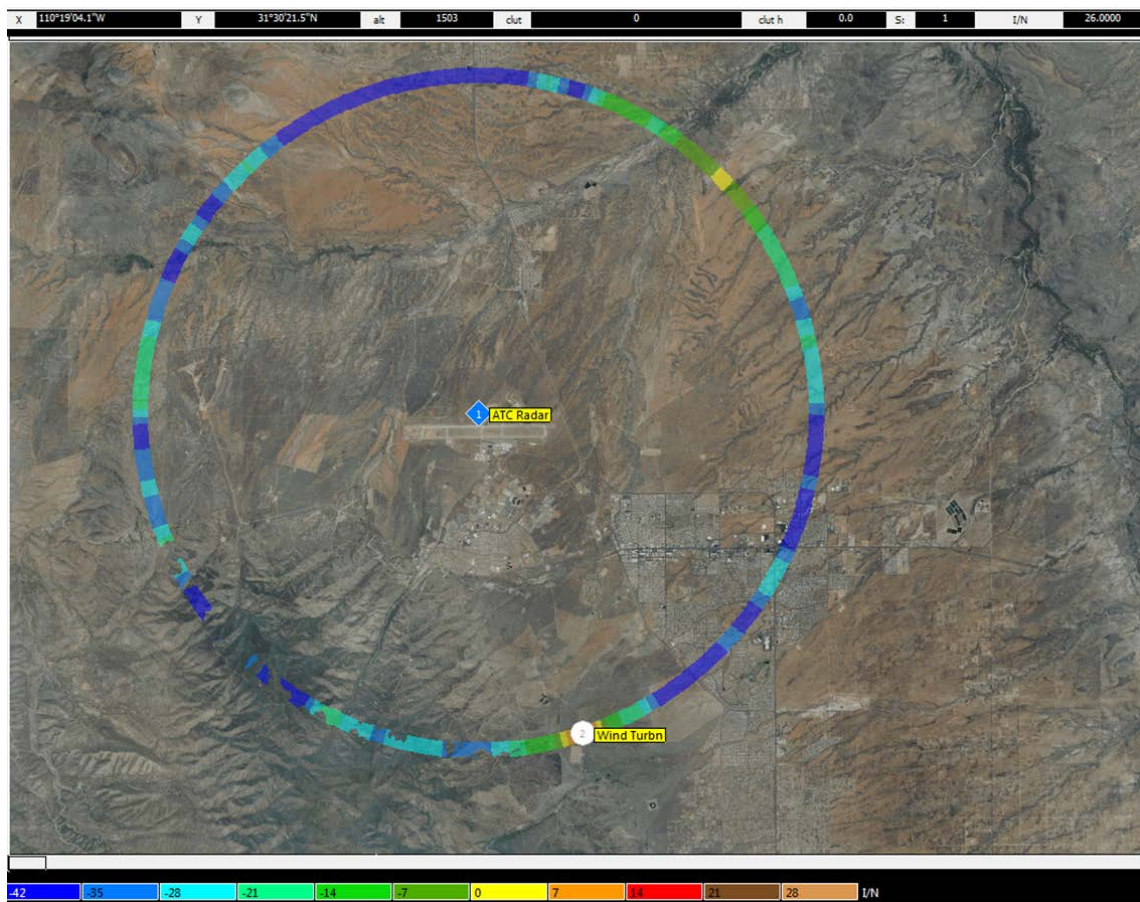 X 110°19'04.1"W Y 31°30'21.5"N alt 1503 clut 0 clut h 0.0 S: 1 I/N 26.0000
1 ATC Radar
2 Wind Turbn
-42 -35 -28 -21 -14 -7 0 7 14 21 28 I/N